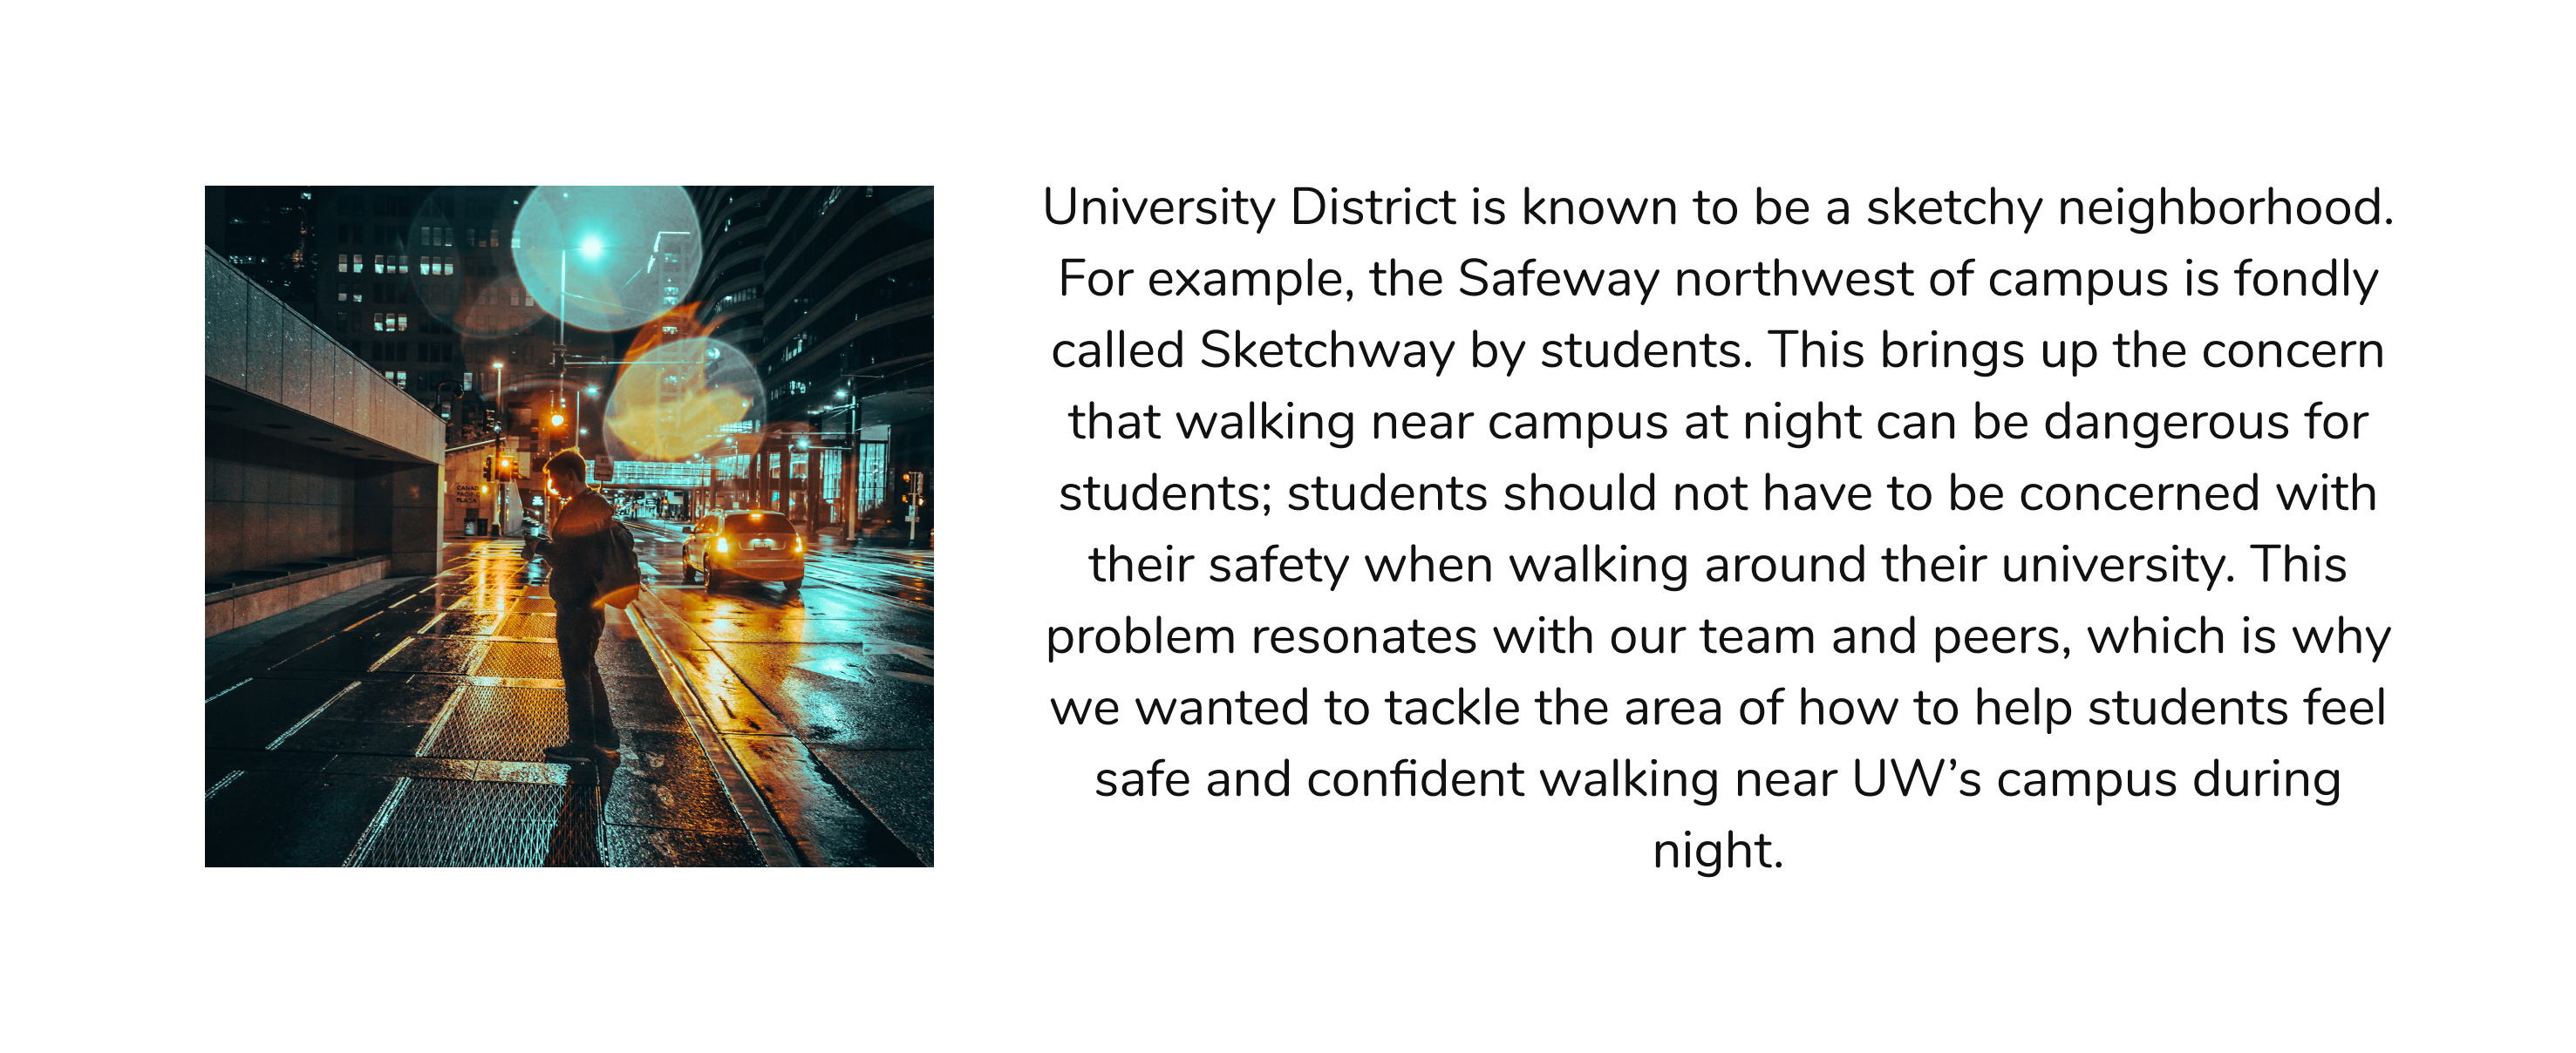 University District is known to be a sketchy neighborhood.
For example, the Safeway northwest of campus is fondly
called Sketchway by students. This brings up the concern
that walking near campus at night can be dangerous for
students; students should not have to be concerned with
their safety when walking around their university. This
problem resonates with our team and peers, which is why
we wanted to tackle the area of how to help students feel
safe and confident walking near UW’s campus during
night.